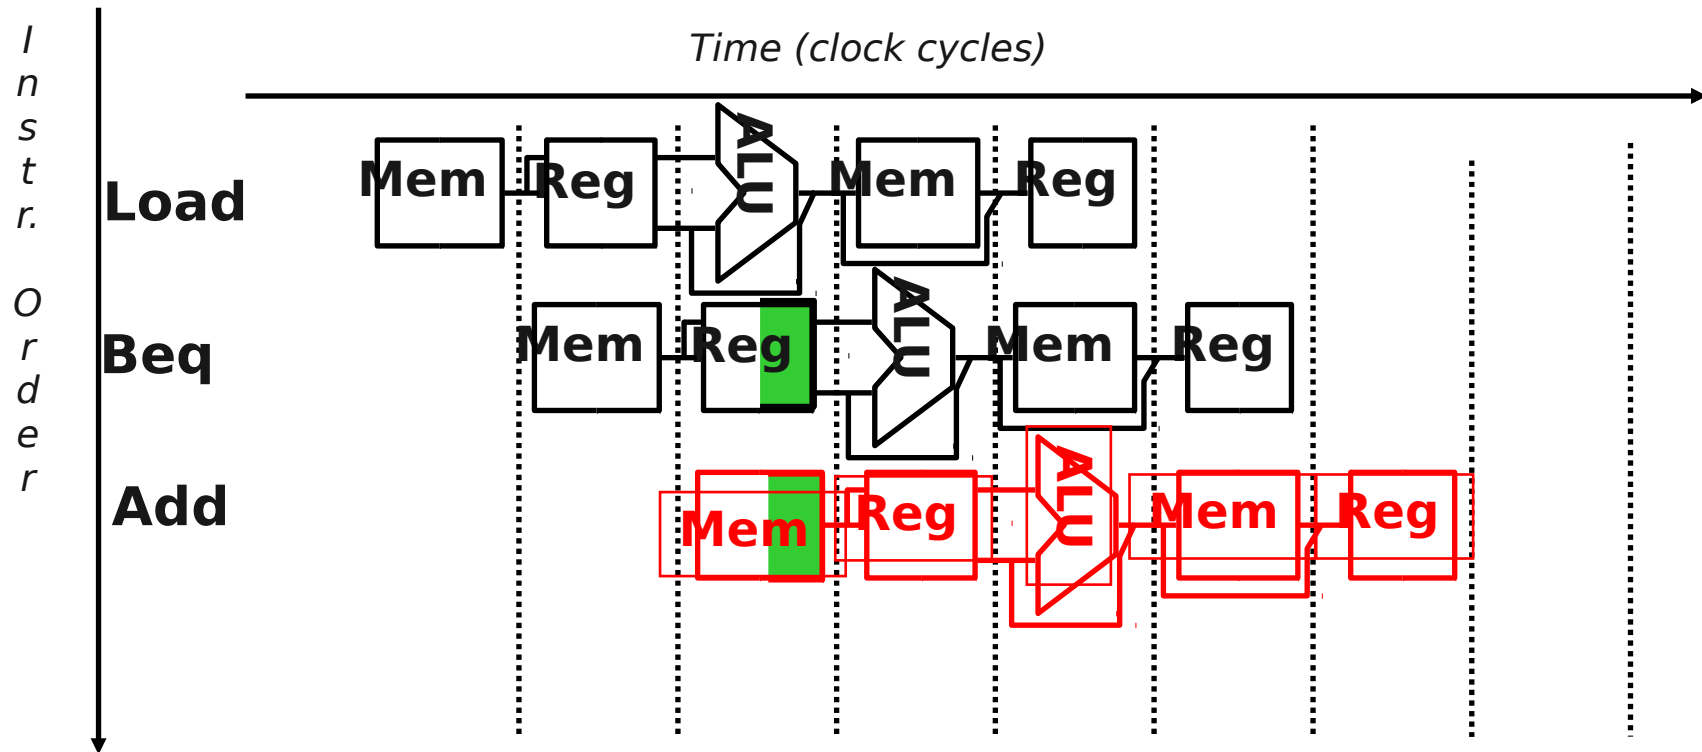 Time (clock cycles)
I
n
s
t
r.
O
r
d
e
r
Load
Mem
Reg
ALU
Mem
Reg
Beq
Mem
Reg
ALU
Mem
Reg
Add
Mem
Reg
ALU
Mem
Reg